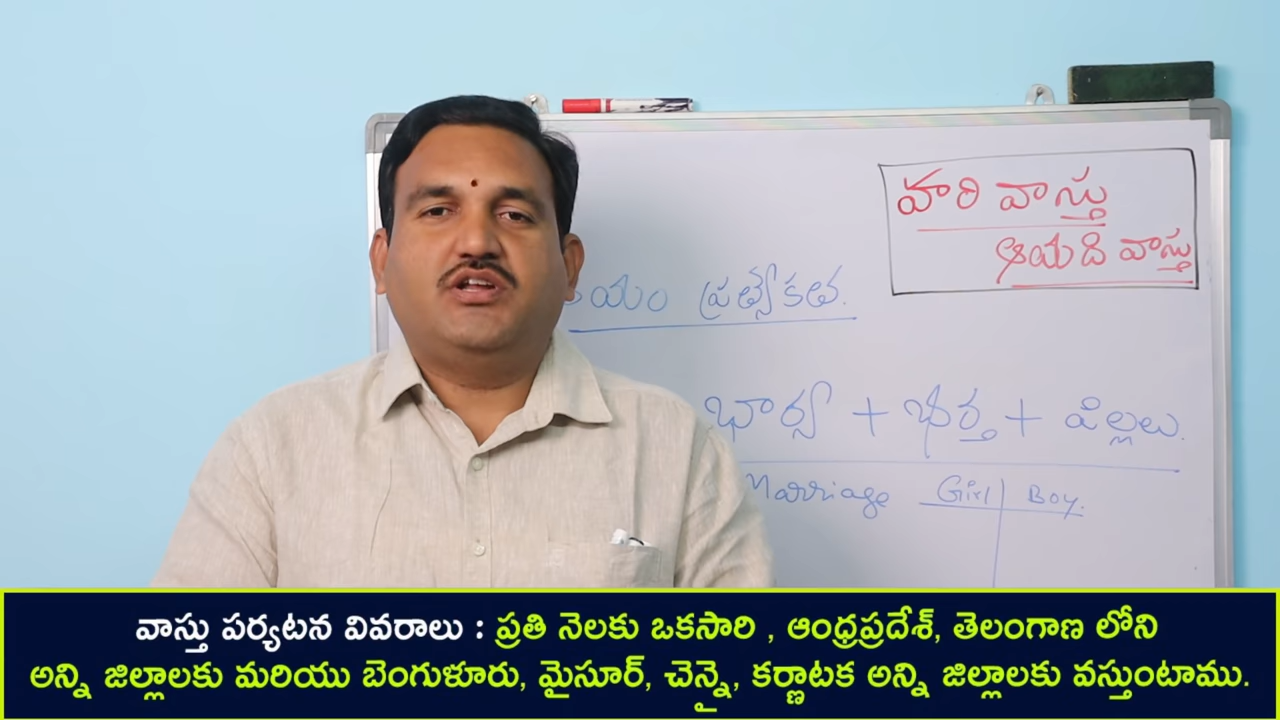 హరి వాస్తు
ఆయది వాస్తు
యం ప్రత్యేకత.
భార్య + భర్త + పిల్లలు.
Marriage Girl Boy.
వాస్తు పర్యటన వివరాలు : ప్రతి నెలకు ఒకసారి , ఆంధ్రప్రదేశ్, తెలంగాణ లోని
అన్ని జిల్లాలకు మరియు బెంగుళూరు, మైసూర్, చెన్నై, కర్ణాటక అన్ని జిల్లాలకు వస్తుంటాము.